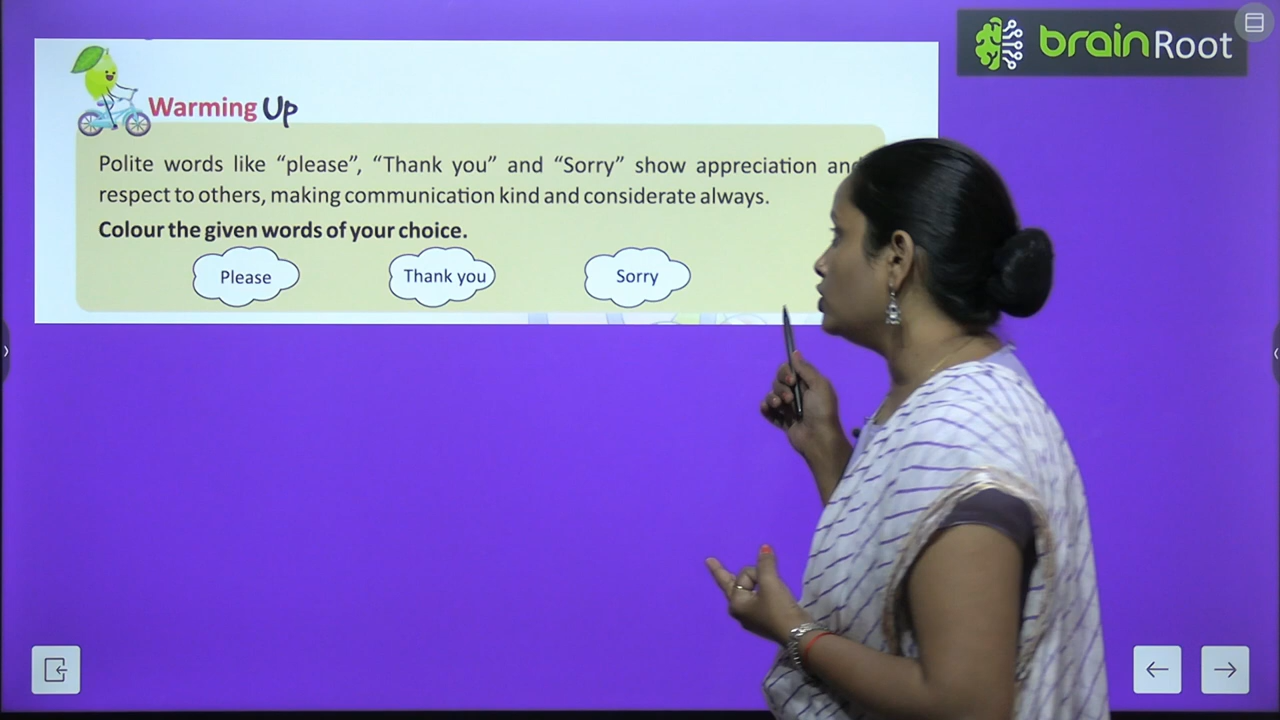 brainRoot
Warming Up
Polite words like “please”, “Thank you” and “Sorry” show appreciation and
respect to others, making communication kind and considerate always.
Colour the given words of your choice.
Please Thank you Sorry